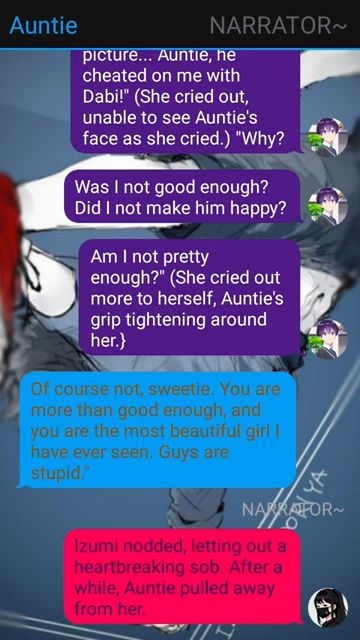 Auntie NARRATOR~
picture... Auntie, he
cheated on me with
Dabi!" (She cried out,
unable to see Auntie's
face as she cried.) "Why?
Was I not good enough?
Did I not make him happy?
Am I not pretty
enough?" (She cried out
more to herself, Auntie's
grip tightening around
her.}
Of course not, sweetie. You are
more than good enough, and
you are the most beautiful girl I
have ever seen. Guys are
stupid."
NARRATOR~
Izumi nodded, letting out a
heartbreaking sob. After a
while, Auntie pulled away
from her.